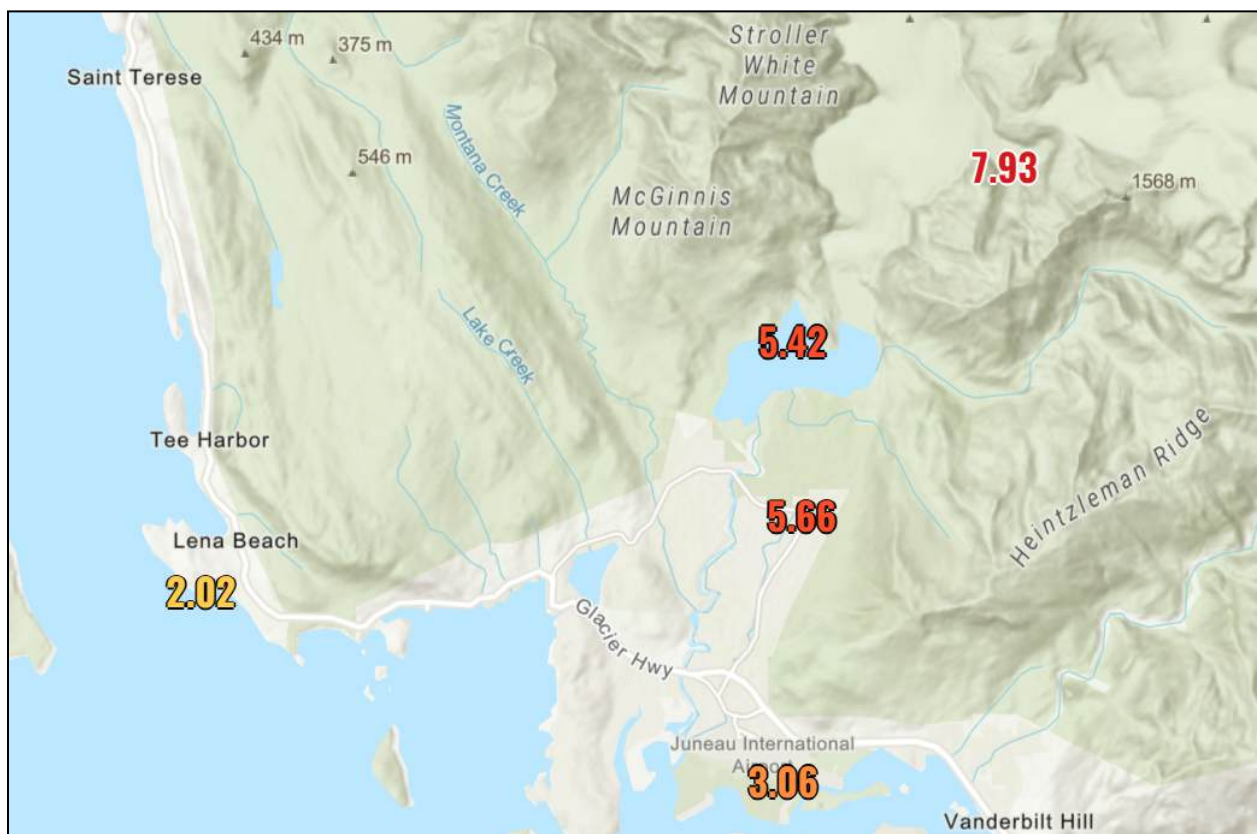 Stroller
White
Mountain
434 m
375 m
Saint Terese
Montana Creek
546 m
7.93
1568 m
McGinnis
Mountain
Lake Creek
5.42
Tee Harbor
Heintzleman Ridge
5.66
Lena Beach
2.02
Glacier Hwy
Juneau International
Airport
3.06
Vanderbilt Hill